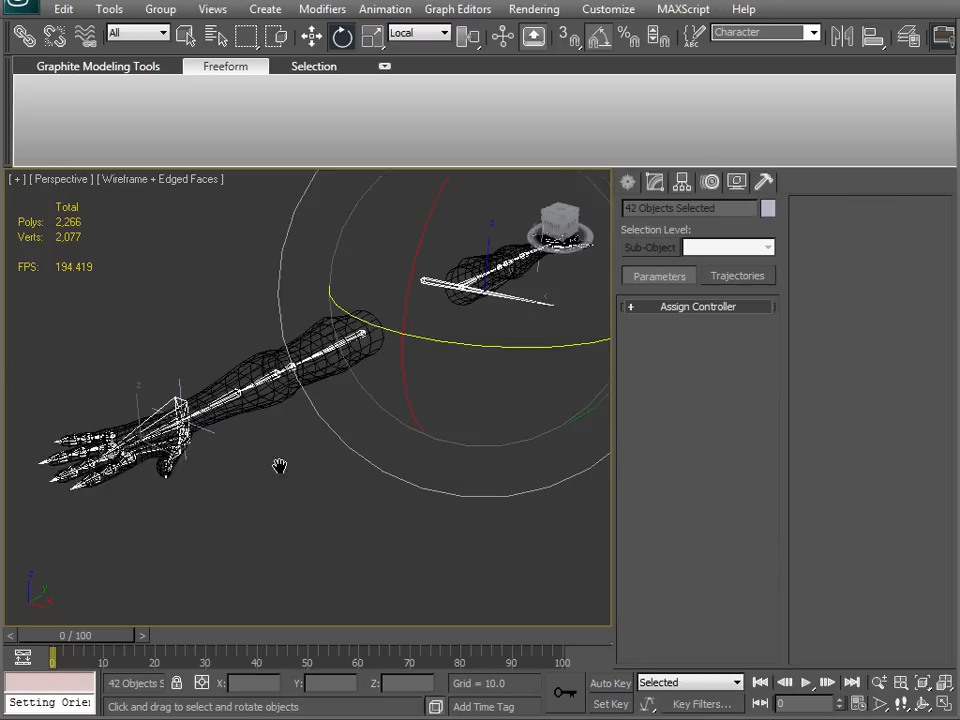 Edit Tools Group Views Create Modifiers Animation Graph Editors Rendering Customize MAXScript Help
All Local 3 Character
Graphite Modeling Tools Freeform Selection
[ + ] [ Perspective ] [ Wireframe + Edged Faces ]
Total
Polys: 2,266
Verts: 2,077
FPS: 194.419
z
z
42 Objects Selected
Selection Level:
Sub-Object
Parameters Trajectories
+ Assign Controller
z y x
< 0 / 100 >
0 10 20 30 40 50 60 70 80 90 100
42 Objects S X: Y: Z: Grid = 10.0 Auto Key Selected
Setting Orie Click and drag to select and rotate objects Add Time Tag Set Key Key Filters... 0